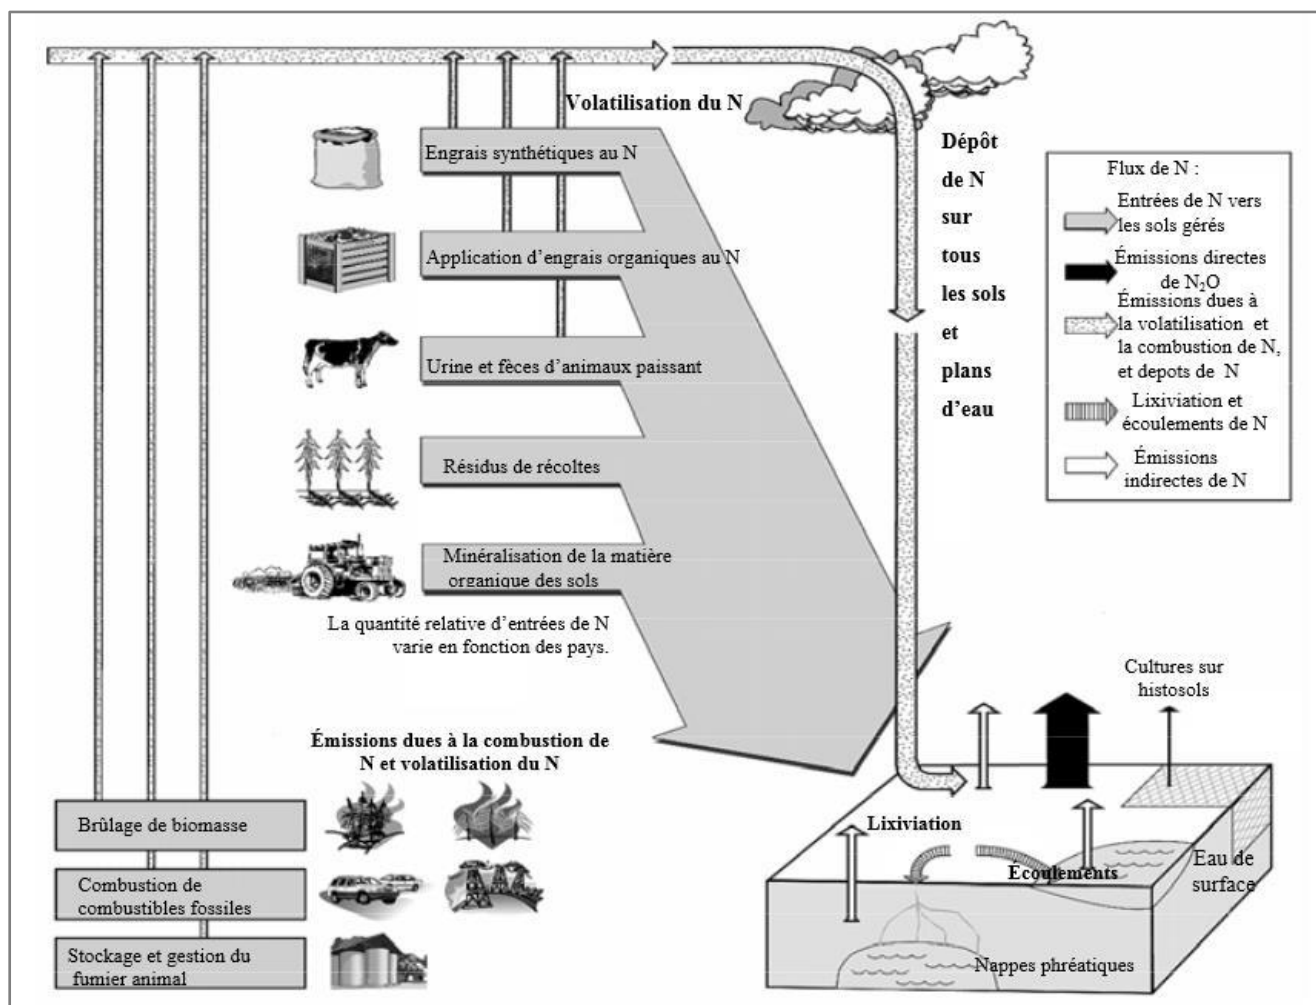 Volatilisation du N
Engrais synthétiques au N
Application d’engrais organiques au N
Urine et fèces d’animaux paissant
Résidus de récoltes
Minéralisation de la matière
organique des sols
La quantité relative d’entrées de N
varie en fonction des pays.
Dépôt
de N
sur
tous
les sols
et
plans
d’eau
Flux de N :
Entrées de N vers
les sols gérés
Émissions directes
de N₂O
Émissions dues à
la volatilisation et
la combustion de N,
et depots de N
Lixiviation et
écoulements de N
Émissions
indirectes de N
Émissions dues à la combustion de
N et volatilisation du N
Brûlage de biomasse
Combustion de
combustibles fossiles
Stockage et gestion du
fumier animal
Cultures sur
histosols
Lixiviation
Écoulements
Eau de
surface
Nappes phréatiques